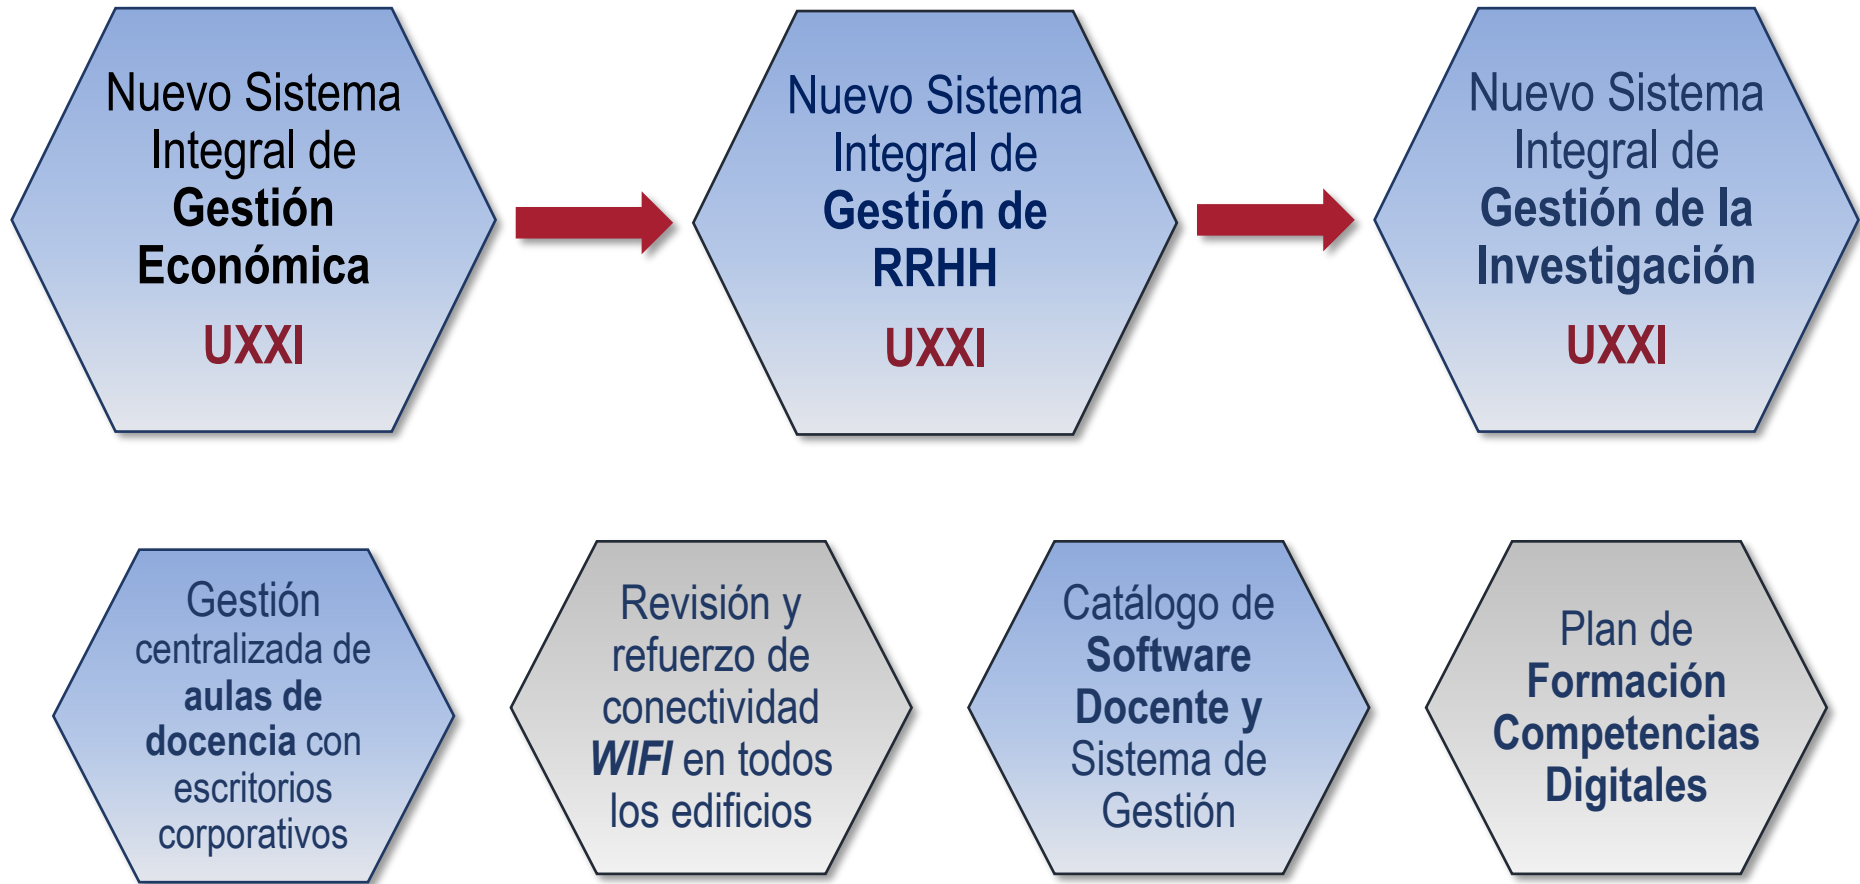 Nuevo Sistema
Integral de
Gestión
Económica
UXXI
Nuevo Sistema
Integral de
Gestión de
RRHH
UXXI
Nuevo Sistema
Integral de
Gestión de la
Investigación
UXXI
Gestión
centralizada de
aulas de
docencia con
escritorios
corporativos
Revisión y
refuerzo de
conectividad
WIFI en todos
los edificios
Catálogo de
Software
Docente y
Sistema de
Gestión
Plan de
Formación
Competencias
Digitales